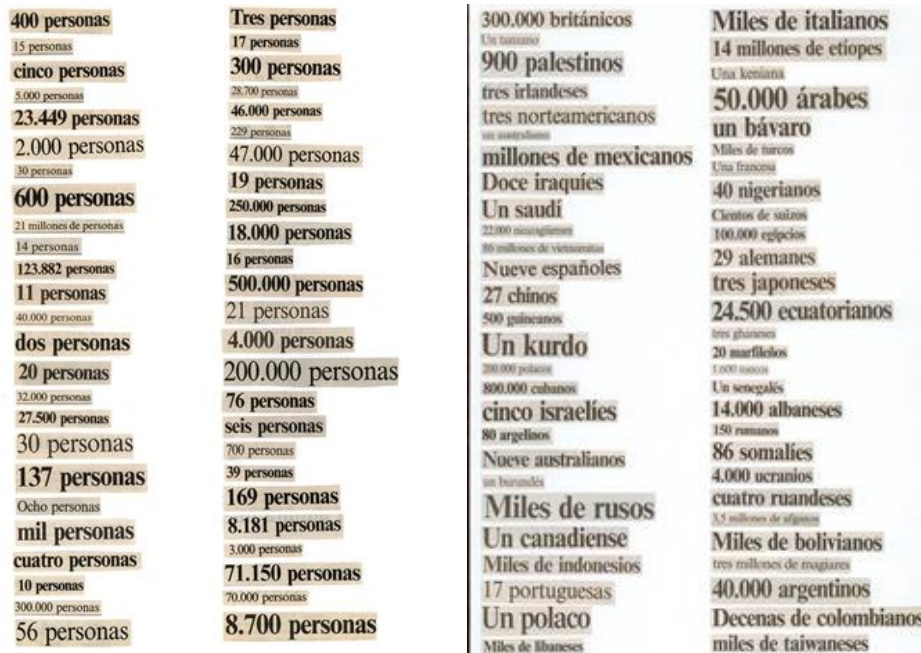 400 personas
15 personas
cinco personas
5.000 personas
23.449 personas
2.000 personas
30 personas
600 personas
21 millones de personas
14 personas
123.882 personas
11 personas
40.000 personas
dos personas
20 personas
32.000 personas
27.500 personas
30 personas
137 personas
Ocho personas
mil personas
cuatro personas
10 personas
300.000 personas
56 personas
Tres personas
17 personas
300 personas
28.700 personas
46.000 personas
229 personas
47.000 personas
19 personas
250.000 personas
18.000 personas
16 personas
500.000 personas
21 personas
4.000 personas
200.000 personas
76 personas
seis personas
700 personas
39 personas
169 personas
8.181 personas
3.000 personas
71.150 personas
70.000 personas
8.700 personas
300.000 británicos
Un tanzano
900 palestinos
tres irlandeses
tres norteamericanos
un australiano
millones de mexicanos
Doce iraquíes
Un saudí
22.000 nicaragüenses
86 millones de vietnamitas
Nueve españoles
27 chinos
500 guineanos
Un kurdo
200.000 polacos
800.000 cubanos
cinco israelíes
80 argelinos
Nueve australianos
un burundés
Miles de rusos
Un canadiense
Miles de indonesios
17 portuguesas
Un polaco
Miles de libaneses
Miles de italianos
14 millones de etíopes
Una keniana
50.000 árabes
un bávaro
Miles de turcos
Una francesa
40 nigerianos
Cientos de suizos
100.000 egipcios
29 alemanes
tres japoneses
24.500 ecuatorianos
tres ghaneses
20 marfileños
1.600
Un senegalés
14.000 albaneses
150 rumanos
86 somalíes
4.000 ucranios
cuatro ruandeses
3,5 millones de afganos
Miles de bolivianos
tres millones de magiares
40.000 argentinos
Decenas de colombianos
miles de taiwaneses